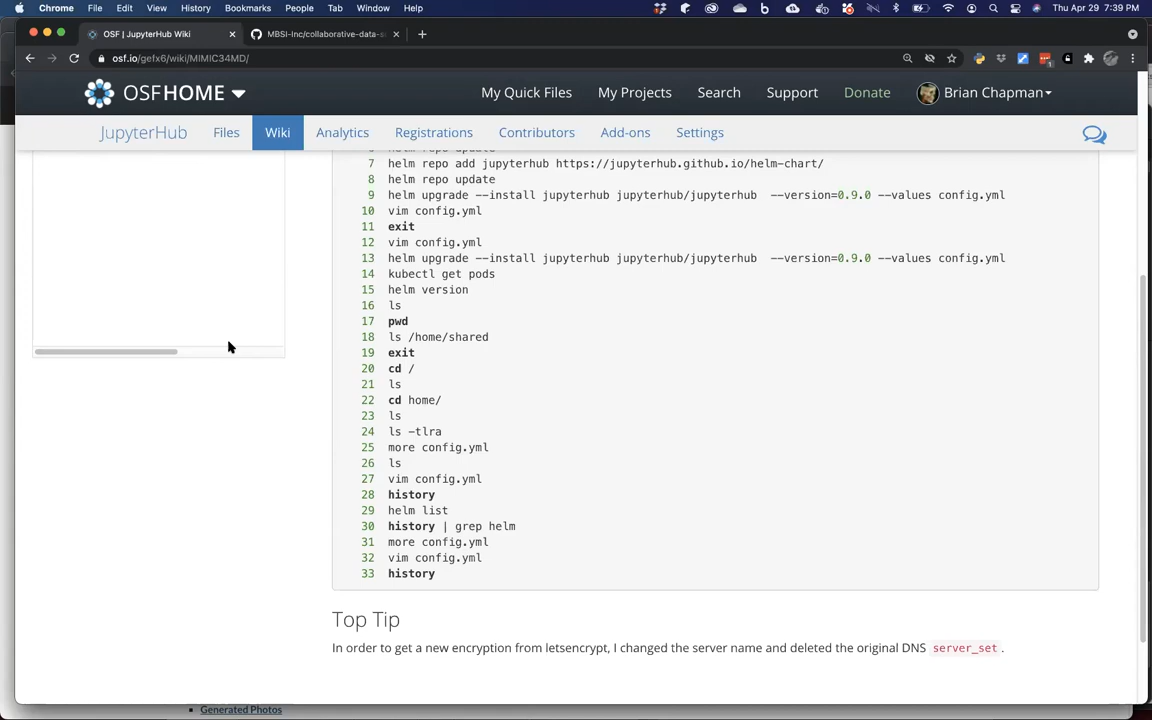 Chrome File Edit View History Bookmarks People Tab Window Help Thu Apr 29 7:39 PM
OSF | JupyterHub Wiki × MBSI-Inc/collaborative-data-s × +
osf.io/gefx6/wiki/MIMIC34MD/
OSFHOME My Quick Files My Projects Search Support Donate Brian Chapman
JupyterHub Files Wiki Analytics Registrations Contributors Add-ons Settings
7 helm repo add jupyterhub https://jupyterhub.github.io/helm-chart/
8 helm repo update
9 helm upgrade --install jupyterhub jupyterhub/jupyterhub --version=0.9.0 --values config.yml
10 vim config.yml
11 exit
12 vim config.yml
13 helm upgrade --install jupyterhub jupyterhub/jupyterhub --version=0.9.0 --values config.yml
14 kubectl get pods
15 helm version
16 ls
17 pwd
18 ls /home/shared
19 exit
20 cd /
21 ls
22 cd home/
23 ls
24 ls -tlra
25 more config.yml
26 ls
27 vim config.yml
28 history
29 helm list
30 history | grep helm
31 more config.yml
32 vim config.yml
33 history
Top Tip
In order to get a new encryption from letsencrypt, I changed the server name and deleted the original DNS server_set.
Generated Photos